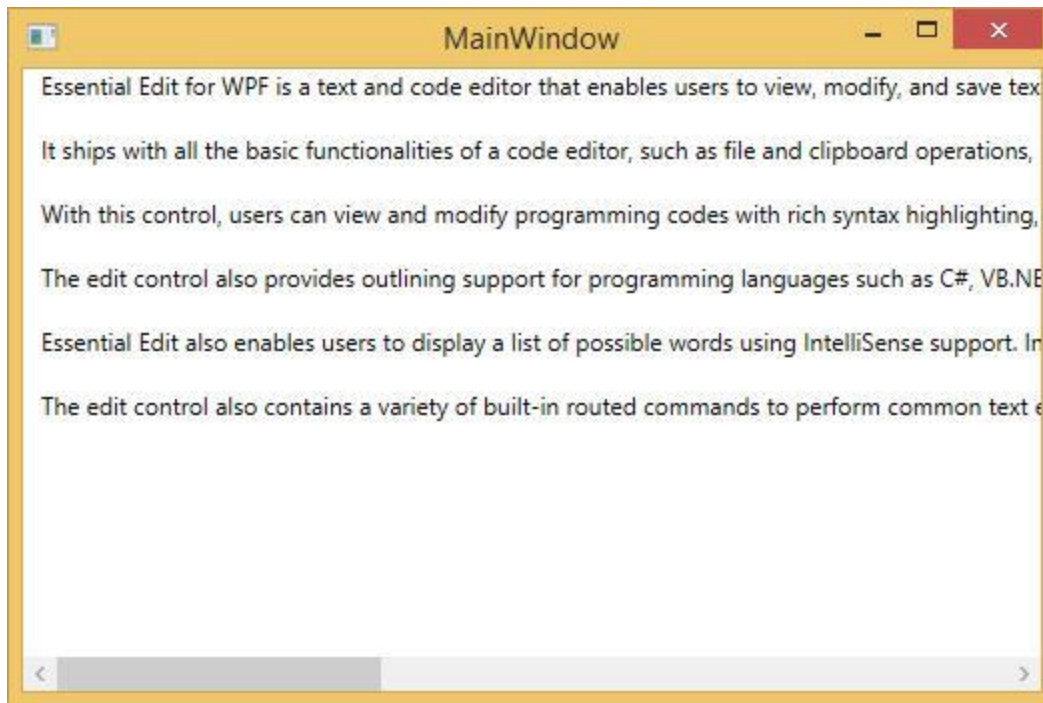 MainWindow
Essential Edit for WPF is a text and code editor that enables users to view, modify, and save tex
It ships with all the basic functionalities of a code editor, such as file and clipboard operations,
With this control, users can view and modify programming codes with rich syntax highlighting,
The edit control also provides outlining support for programming languages such as C#, VB.NE
Essential Edit also enables users to display a list of possible words using IntelliSense support. In
The edit control also contains a variety of built-in routed commands to perform common text e